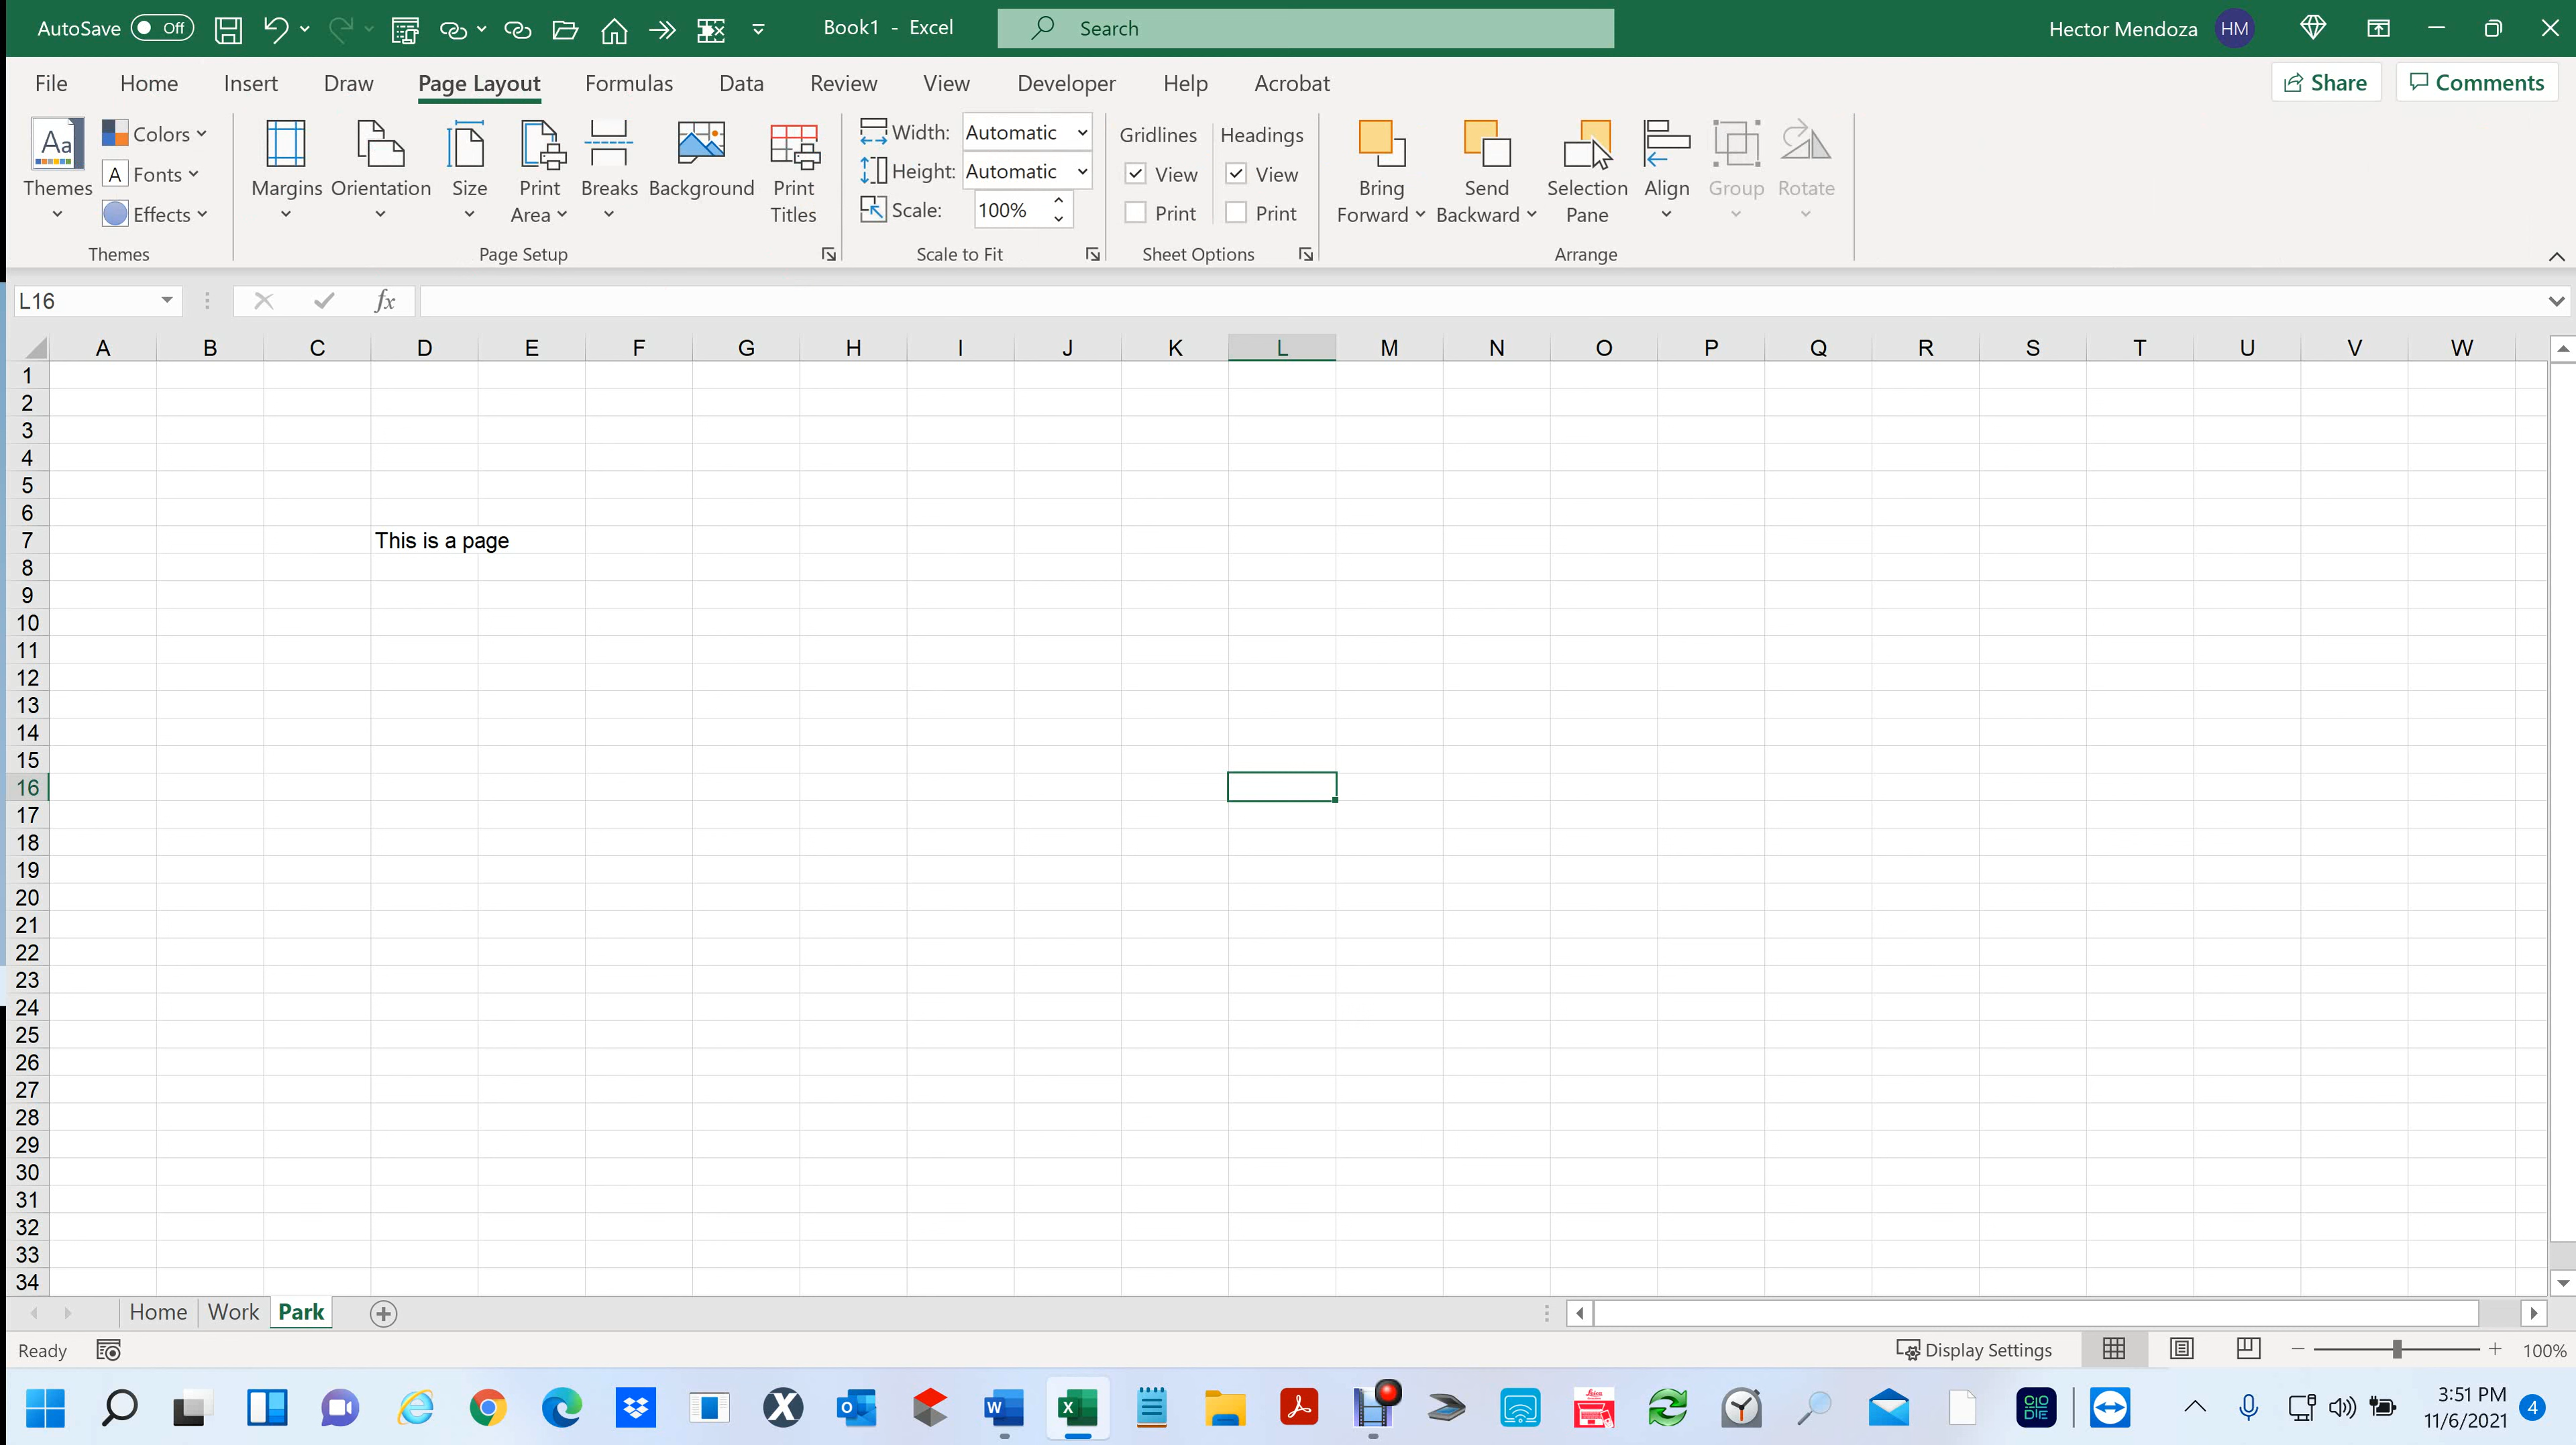 AutoSave Off Book1 - Excel Search Hector Mendoza HM
File Home Insert Draw Page Layout Formulas Data Review View Developer Help Acrobat Share Comments
Aa Colors Width: Automatic Gridlines Headings
A Fonts Height: Automatic View View
Themes Margins Orientation Size Print Breaks Background Print Bring Send Selection Align Group Rotate
Effects Area Titles Scale: 100% Print Print Forward Backward Pane
Themes Page Setup Scale to Fit Sheet Options Arrange
L16 fx
A B C D E F G H I J K L M N O P Q R S T U V W
1
2
3
4
5
6
7 This is a page
8
9
10
11
12
13
14
15
16
17
18
19
20
21
22
23
24
25
26
27
28
29
30
31
32
33
34
Home Work Park
Ready Display Settings 100%
3:51 PM
11/6/2021 4